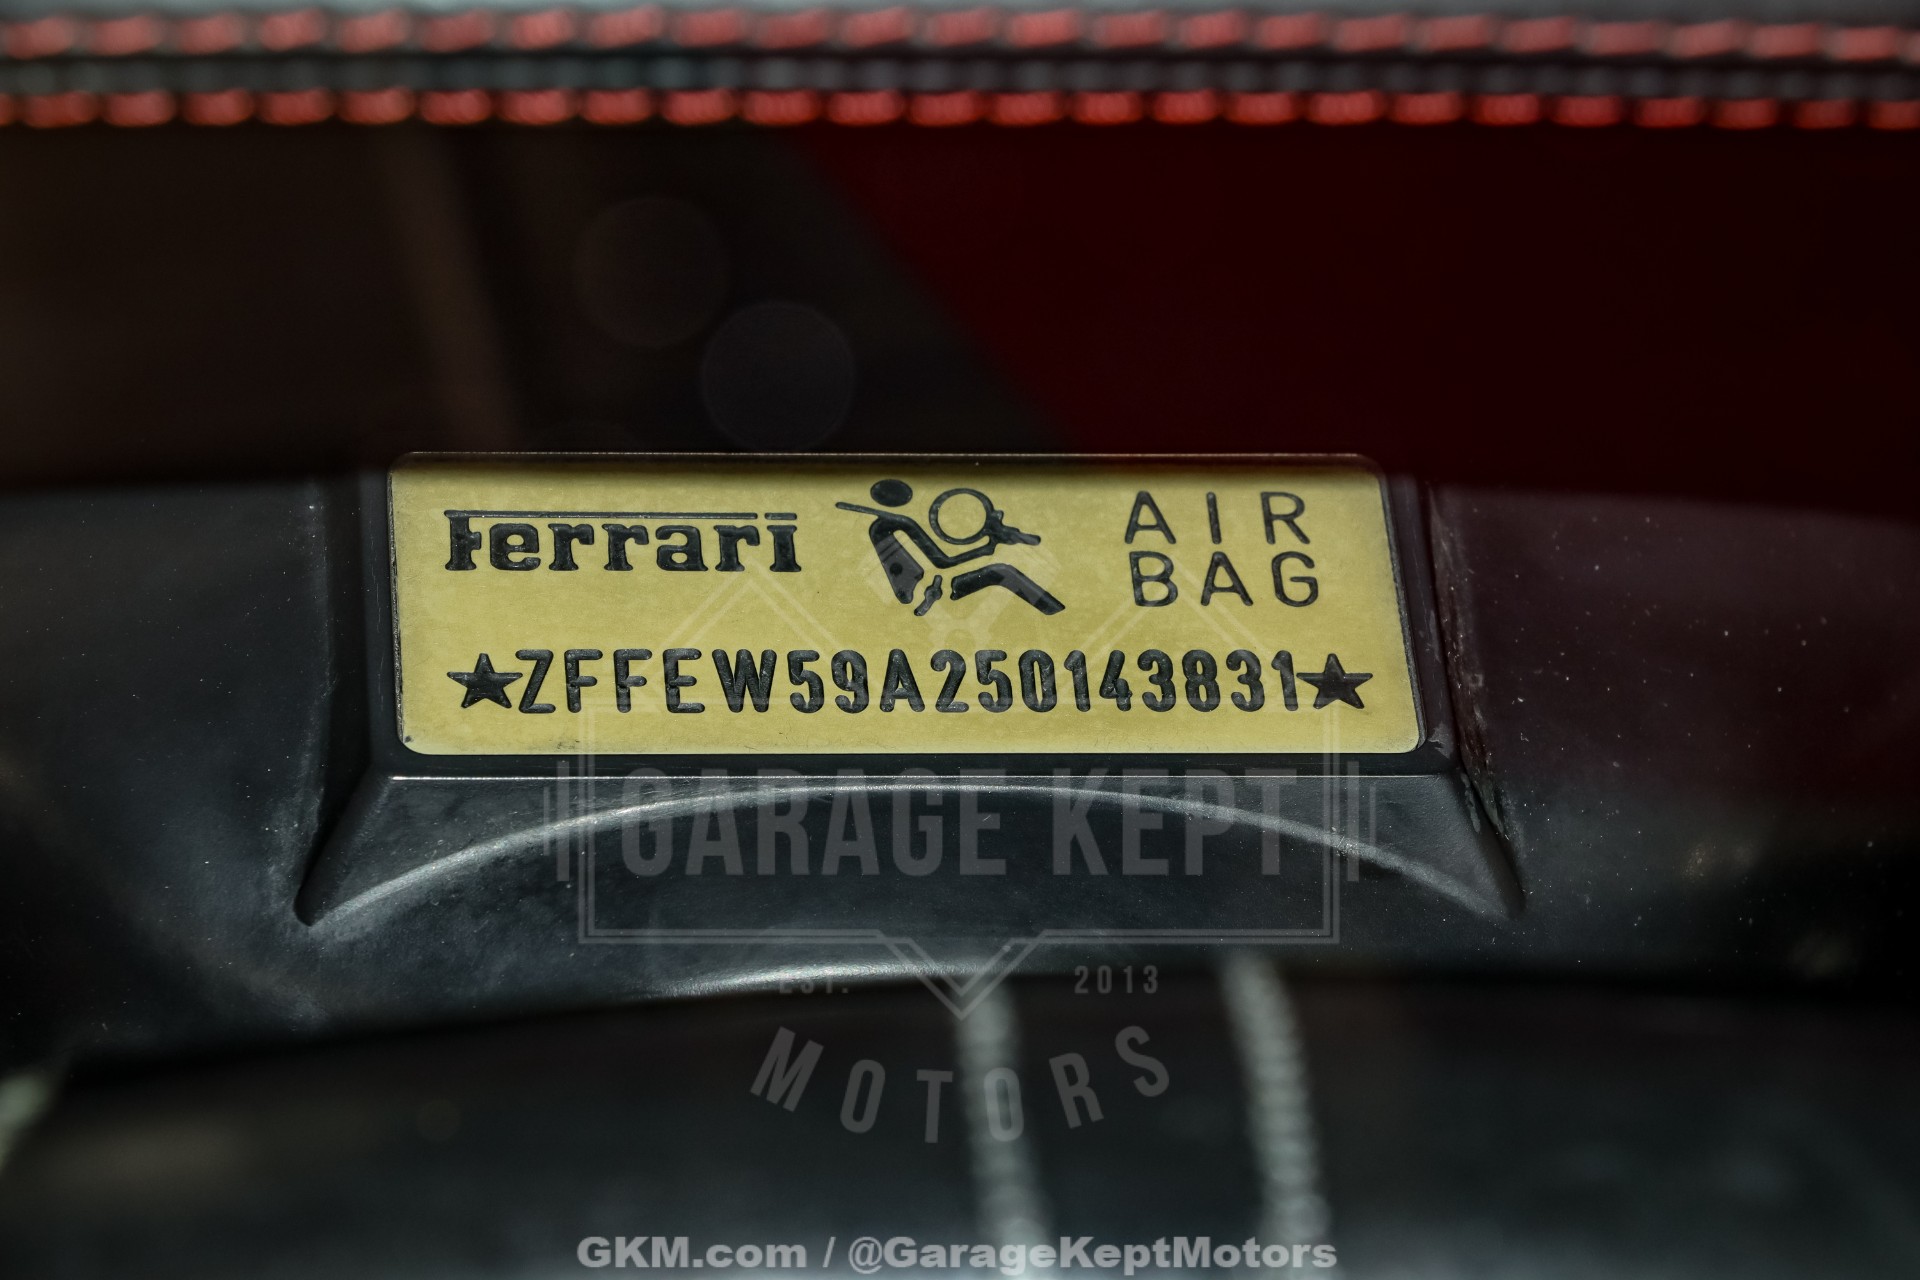 Ferrari
AIR
BAG
★ZFFEW59A250143831★
GARAGE KEPT
EST. 2013
MOTORS
GKM.com / @GarageKeptMotors